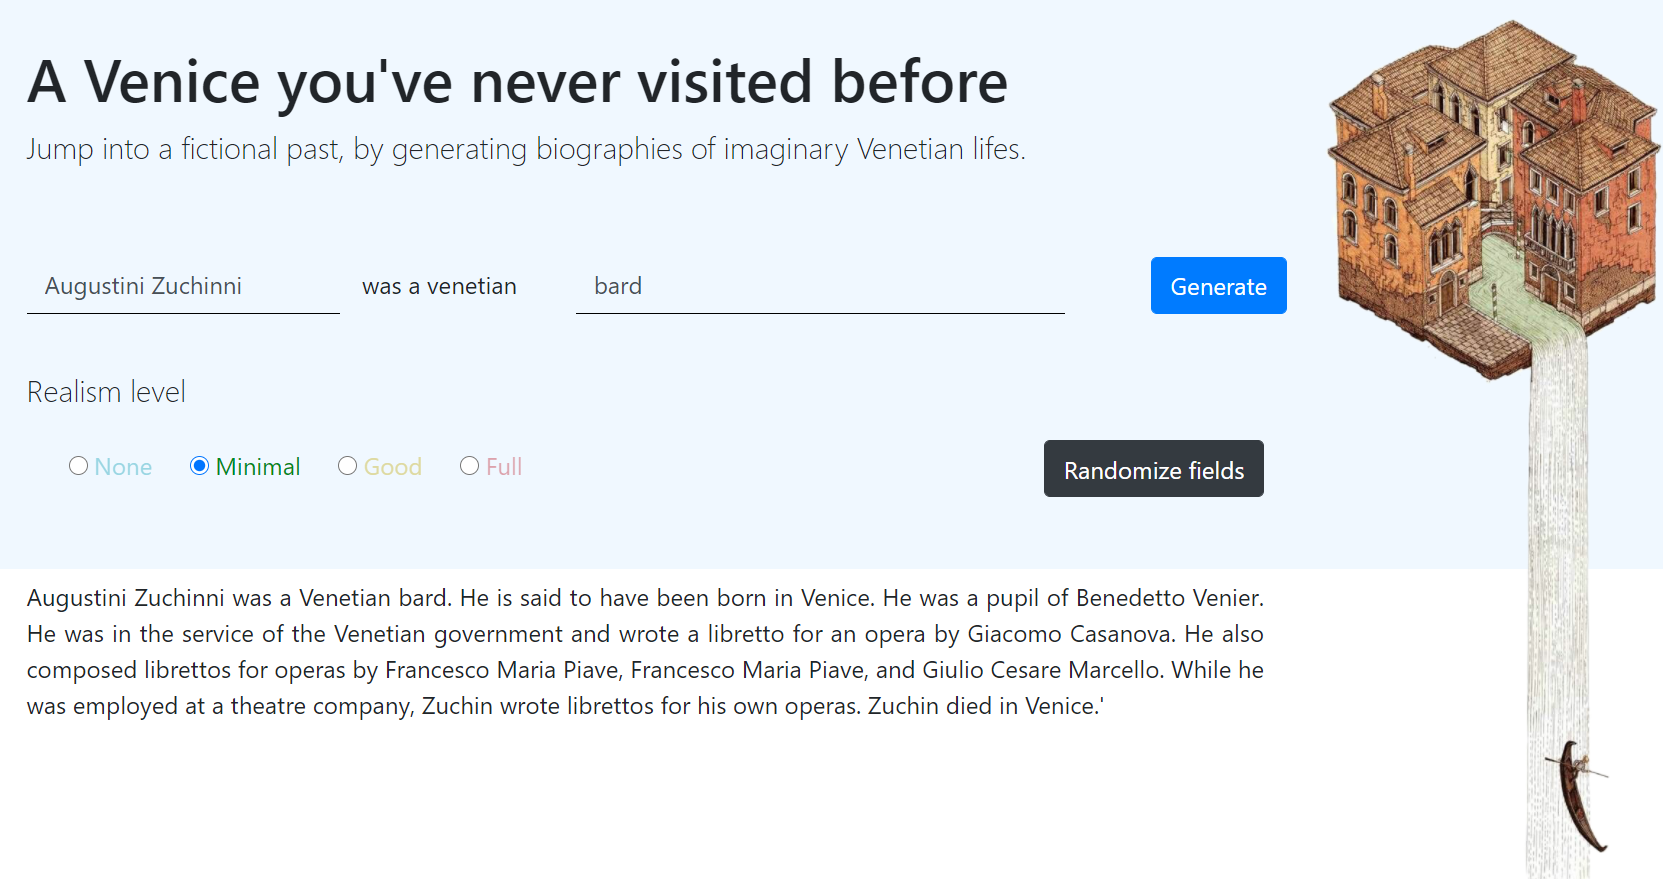 A Venice you've never visited before
Jump into a fictional past, by generating biographies of imaginary Venetian lifes.
Augustini Zuchinni was a venetian bard Generate
Realism level
None Minimal Good Full Randomize fields
Augustini Zuchinni was a Venetian bard. He is said to have been born in Venice. He was a pupil of Benedetto Venier.
He was in the service of the Venetian government and wrote a libretto for an opera by Giacomo Casanova. He also
composed librettos for operas by Francesco Maria Piave, Francesco Maria Piave, and Giulio Cesare Marcello. While he
was employed at a theatre company, Zuchin wrote librettos for his own operas. Zuchin died in Venice.'